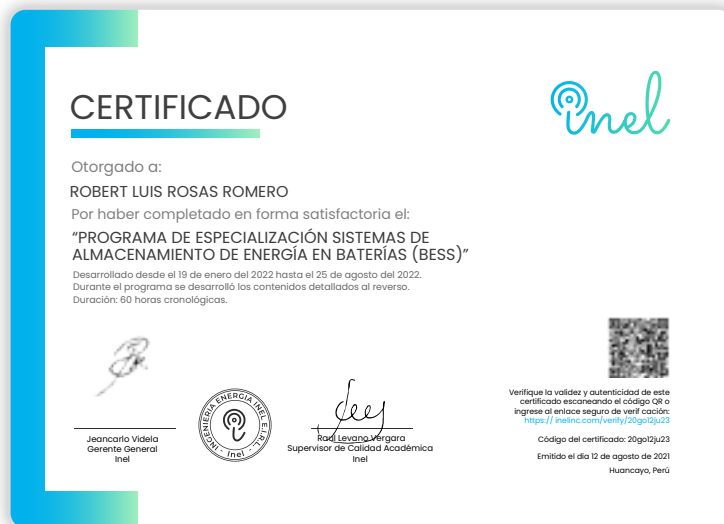 CERTIFICADO
inel
Otorgado a:
ROBERT LUIS ROSAS ROMERO
Por haber completado en forma satisfactoria el:
“PROGRAMA DE ESPECIALIZACIÓN SISTEMAS DE
ALMACENAMIENTO DE ENERGÍA EN BATERÍAS (BESS)”
Desarrollado desde el 19 de enero del 2022 hasta el 25 de agosto del 2022.
Durante el programa se desarrolló los contenidos detallados al reverso.
Duración: 60 horas cronológicas.
Jeancarlo Videla
Gerente General
Inel
INGENIERIA ENERGIA INEL E.I.R.L.
- Inel -
Raúl Levano Vergara
Supervisor de Calidad Académica
Inel
Verifique la validez y autenticidad de este
certificado escaneando el código QR o
ingrese al enlace seguro de verif cación:
https:// inelinc.com/verify/20go12ju23
Código del certificado: 20go12ju23
Emitido el día 12 de agosto de 2021
Huancayo, Perú